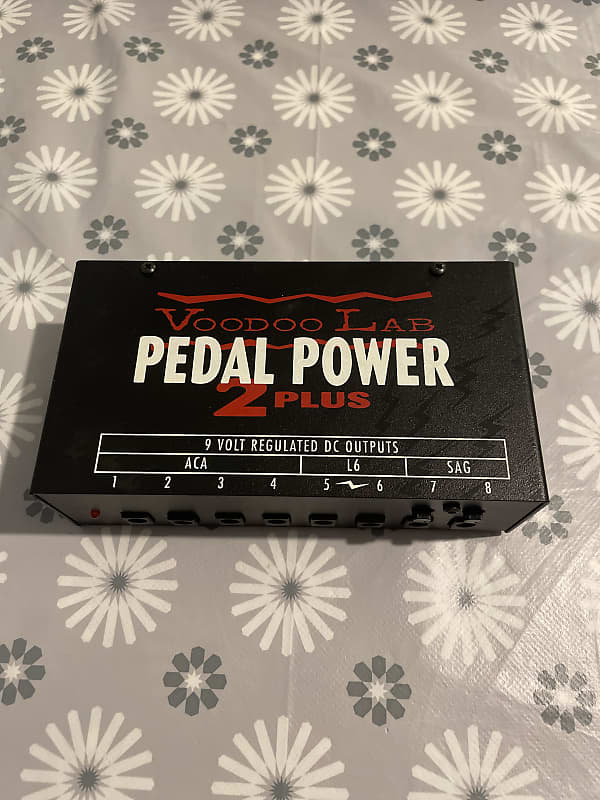 VOODOO LAB
PEDAL POWER
2 PLUS
9 VOLT REGULATED DC OUTPUTS
ACA L6 SAG
1 2 3 4 5 6 7 8